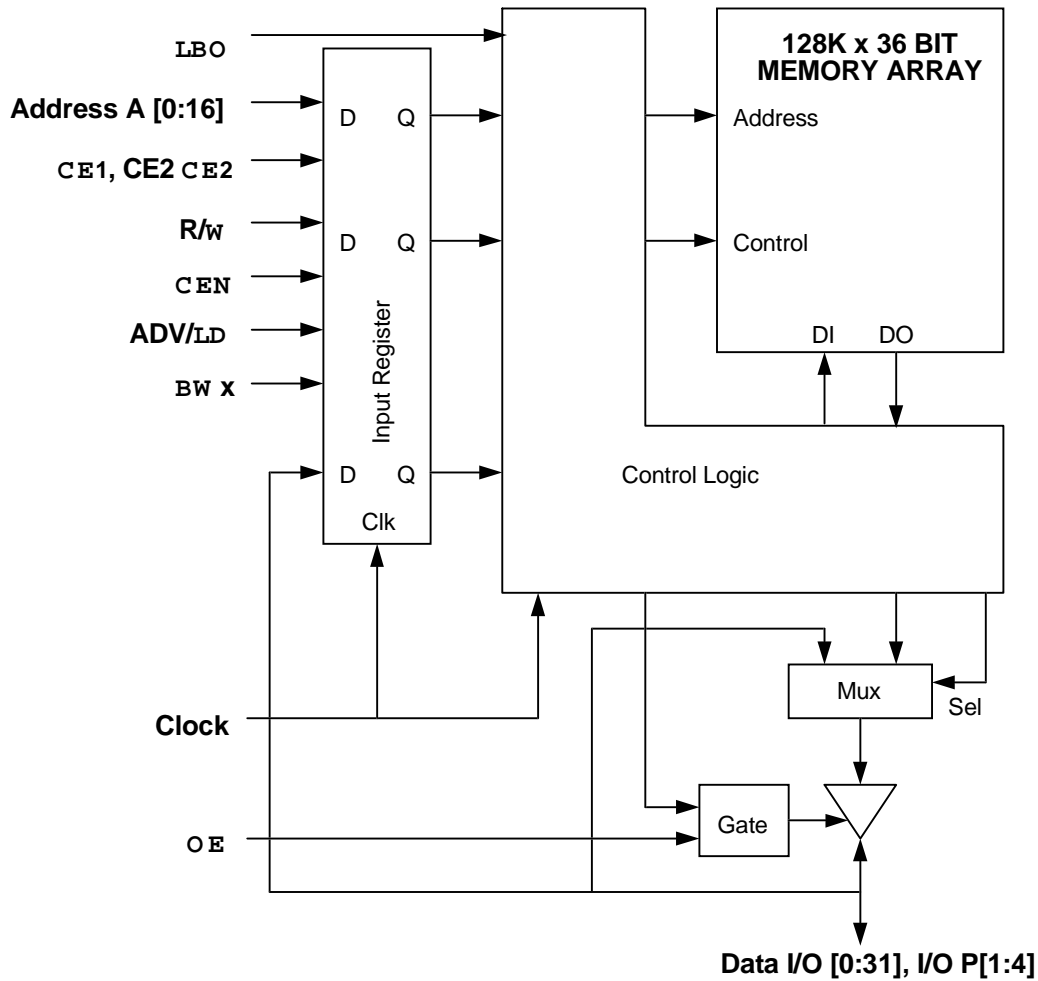 LBO
128K x 36 BIT
MEMORY ARRAY
Address A [0:16]
D Q
Address
CE1, CE2 CE2
R/W
D Q
Control
CEN
ADV/LD
DI DO
BW x
Input Register
D Q
Control Logic
Clk
Mux
Sel
Clock
Gate
OE
Data I/O [0:31], I/O P[1:4]